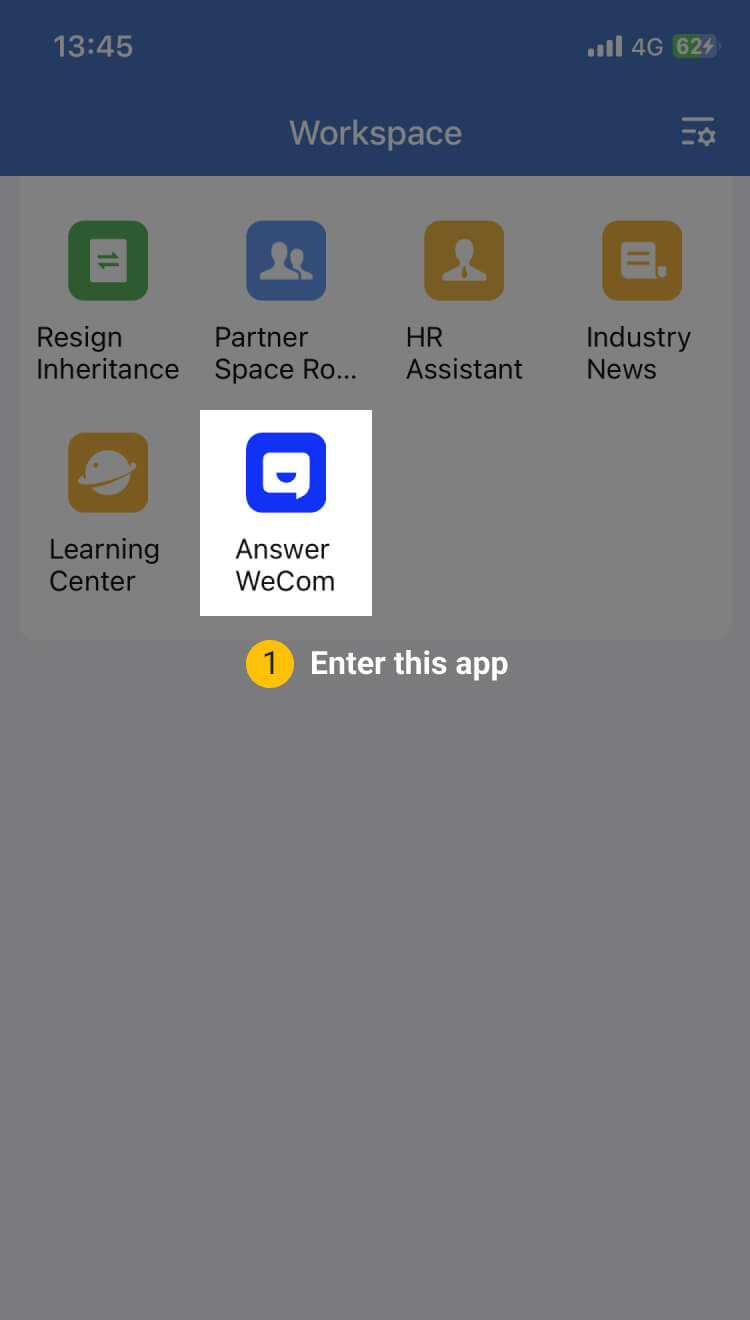 13:45
4G 62
Workspace
Resign
Inheritance
Partner
Space Ro...
HR
Assistant
Industry
News
Learning
Center
Answer
WeCom
1 Enter this app